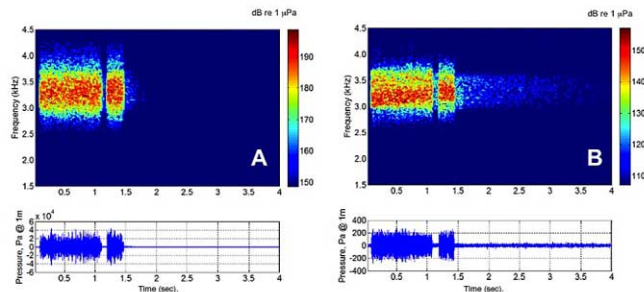 dB re 1 μPa
dB re 1 μPa
4.5
4.0
3.5
3.0
2.5
2.0
1.5
Frequency (kHz)
A
0.5 1 1.5 2 2.5 3 3.5 4
190
180
170
160
150
4.5
4.0
3.5
3.0
2.5
2.0
1.5
Frequency (kHz)
B
0.5 1 1.5 2 2.5 3 3.5 4
150
140
130
120
110
x 10⁴
6
4
2
0
-2
-4
-6
Pressure, Pa @ 1m
0.5 1 1.5 2 2.5 3 3.5 4
Time (sec).
400
200
0
-200
-400
Pressure, Pa @ 1m
0.5 1 1.5 2 2.5 3 3.5 4
Time (sec).